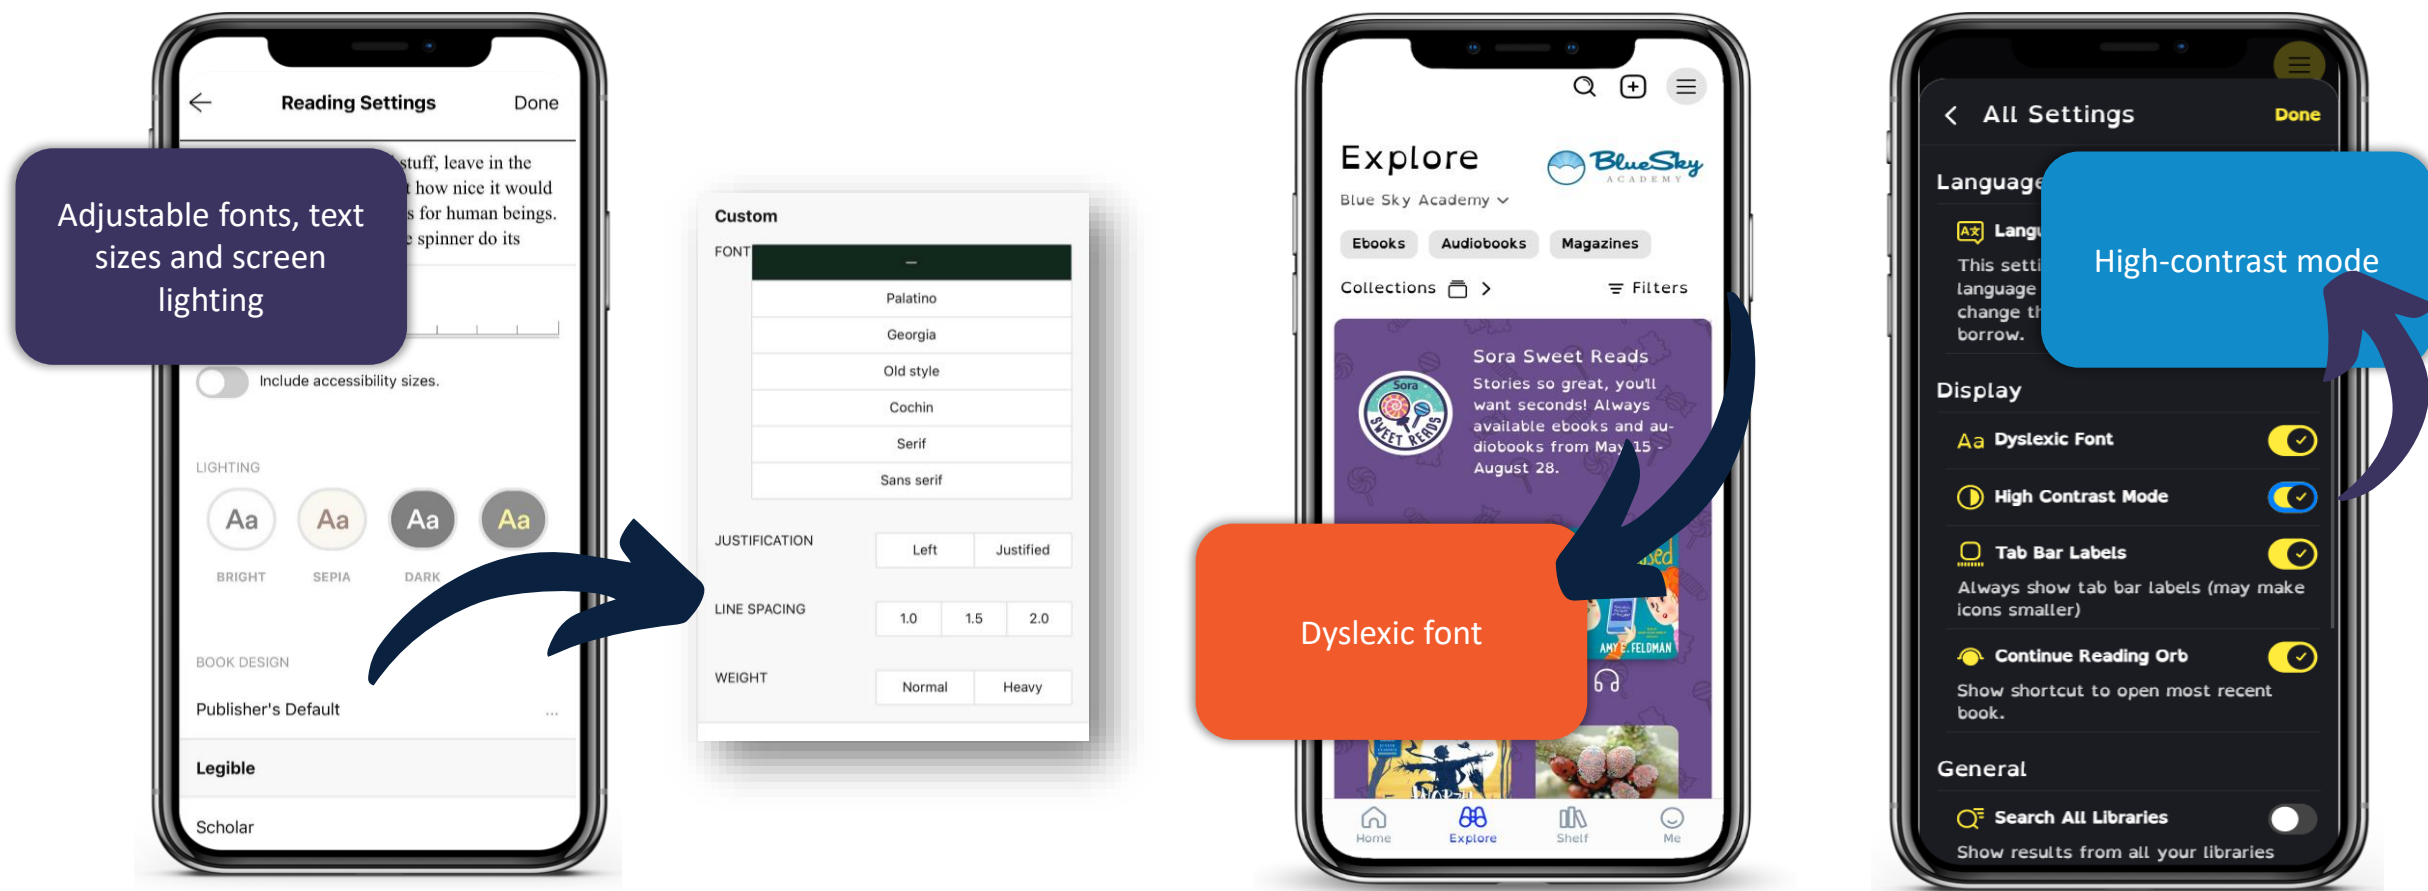 Reading Settings
Done
stuff, leave in the
how nice it would
s for human beings.
spinner do its
Adjustable fonts, text
sizes and screen
lighting
Include accessibility sizes.
LIGHTING
Aa
Aa
Aa
Aa
BRIGHT
SEPIA
DARK
BOOK DESIGN
Publisher's Default
...
Legible
Scholar
Custom
FONT
—
Palatino
Georgia
Old style
Cochin
Serif
Sans serif
JUSTIFICATION
Left
Justified
LINE SPACING
1.0
1.5
2.0
WEIGHT
Normal
Heavy
Explore
BlueSky
ACADEMY
Blue Sky Academy
Ebooks
Audiobooks
Magazines
Collections
Filters
Sora
SWEET READS
Sora Sweet Reads
Stories so great, you'll
want seconds! Always
available ebooks and au-
diobooks from May 15 -
August 28.
Dyslexic font
AMY E. FELDMAN
Home
Explore
Shelf
Me
All Settings
Done
Language
This setti
language
change th
borrow.
High-contrast mode
Display
Aa Dyslexic Font
High Contrast Mode
Tab Bar Labels
Always show tab bar labels (may make
icons smaller)
Continue Reading Orb
Show shortcut to open most recent
book.
General
Search All Libraries
Show results from all your libraries